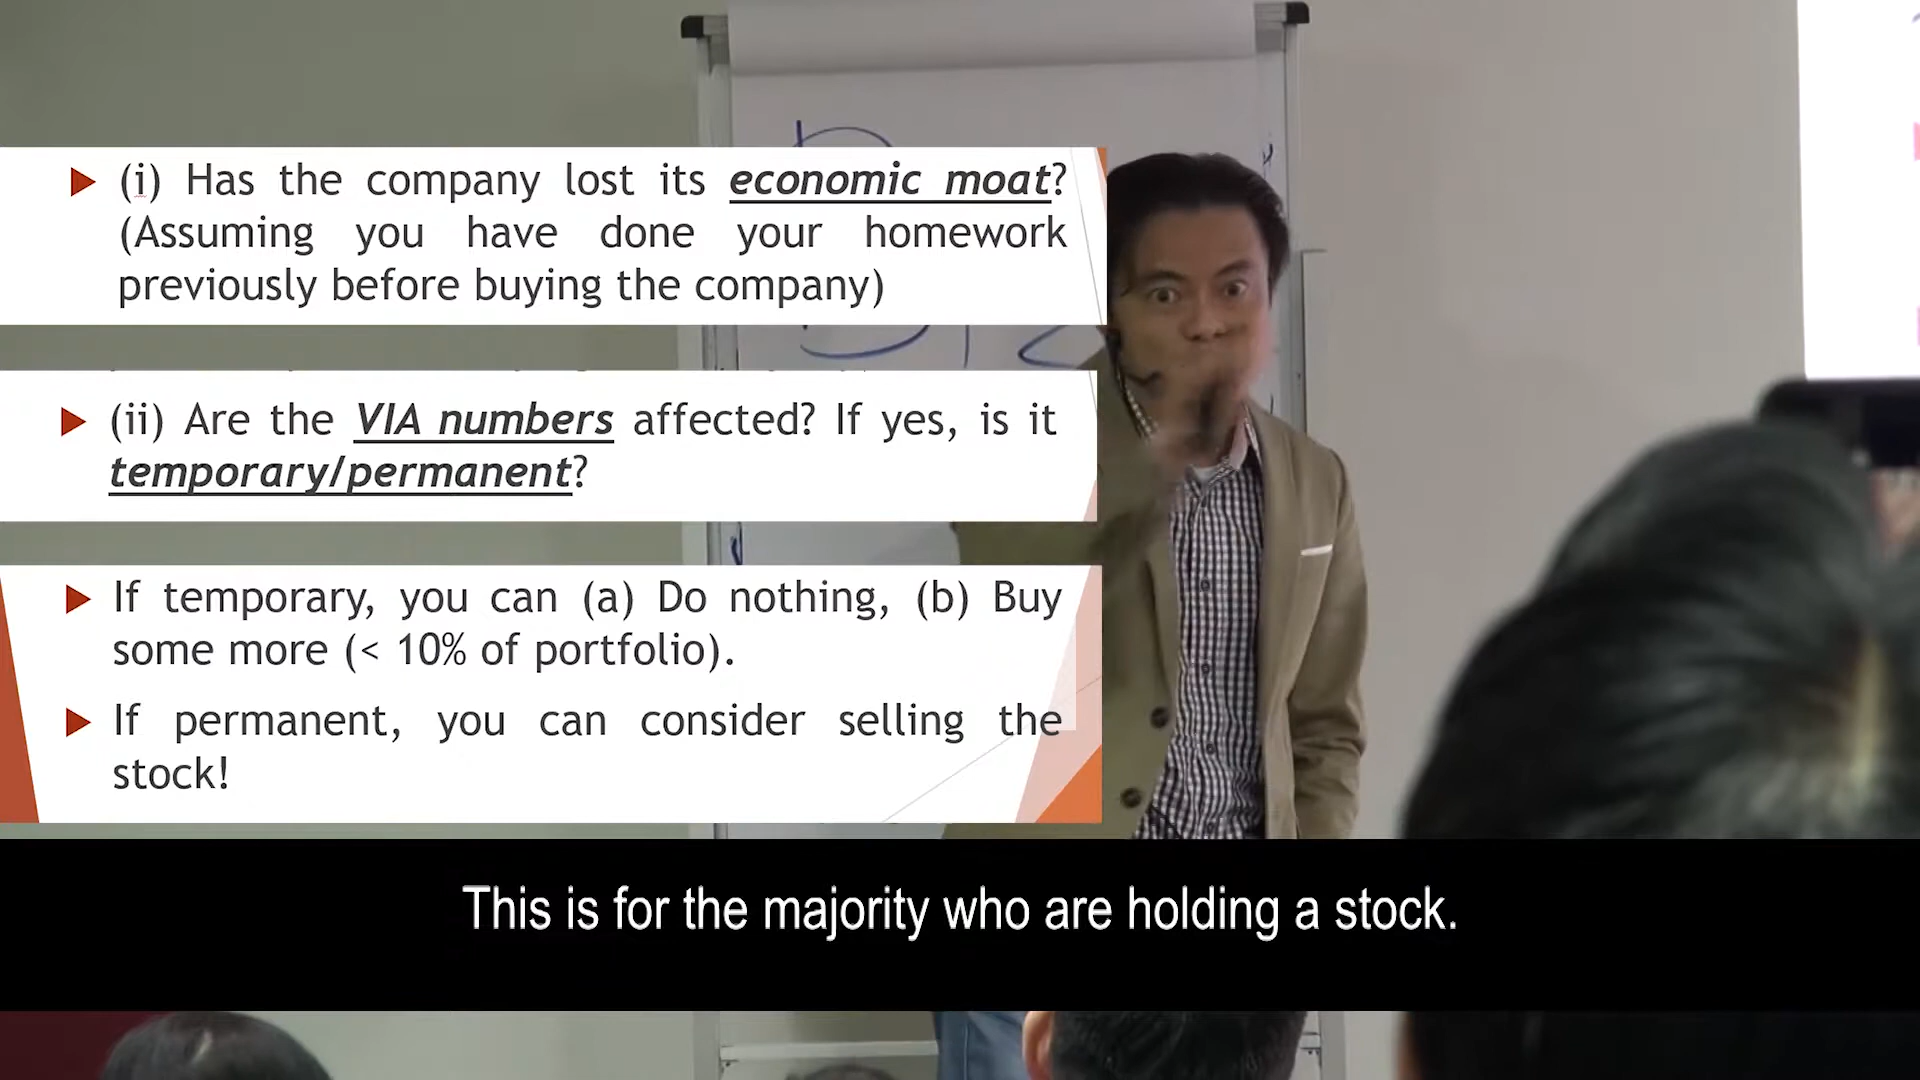 (i) Has the company lost its economic moat?
(Assuming you have done your homework
previously before buying the company)
(ii) Are the VIA numbers affected? If yes, is it
temporary/permanent?
If temporary, you can (a) Do nothing, (b) Buy
some more (< 10% of portfolio).
If permanent, you can consider selling the
stock!
This is for the majority who are holding a stock.